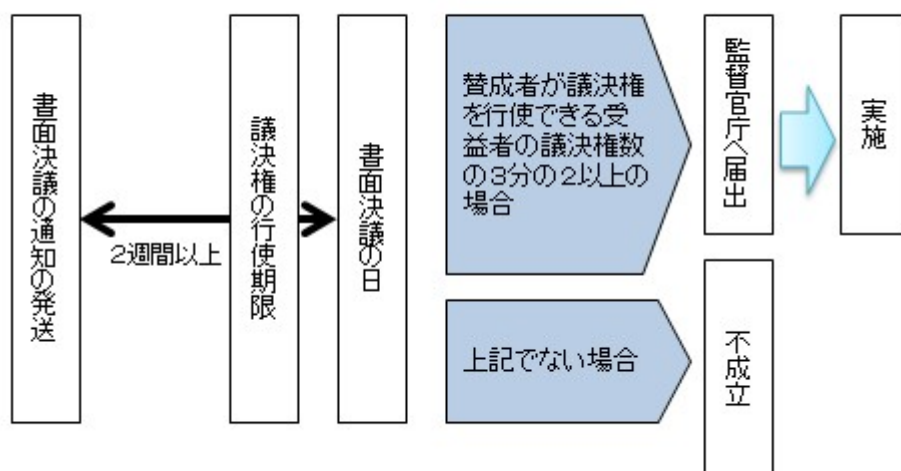 書面決議の通知の発送
2週間以上
議決権の行使期限
書面決議の日
賛成者が議決権
を行使できる受
益者の議決権数
の3分の2以上の
場合
監督官庁へ届出
実施
上記でない場合
不成立